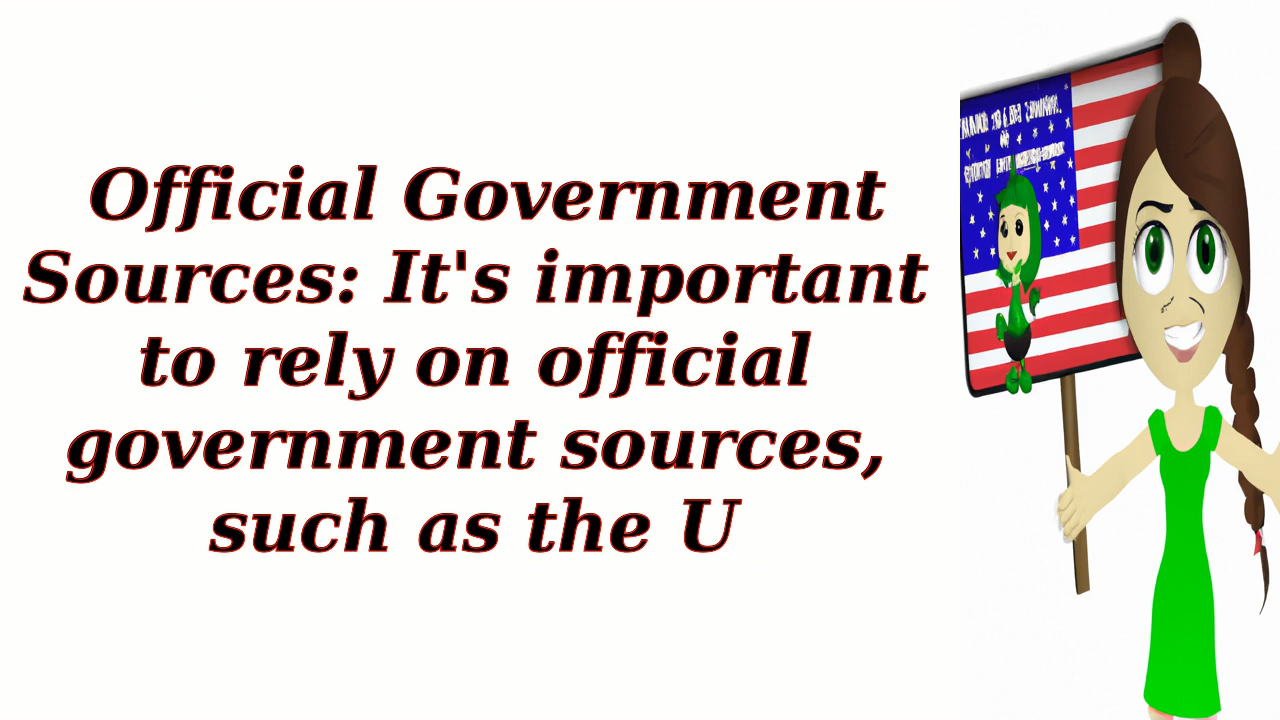 Official Government
Sources: It's important
to rely on official
government sources,
such as the U